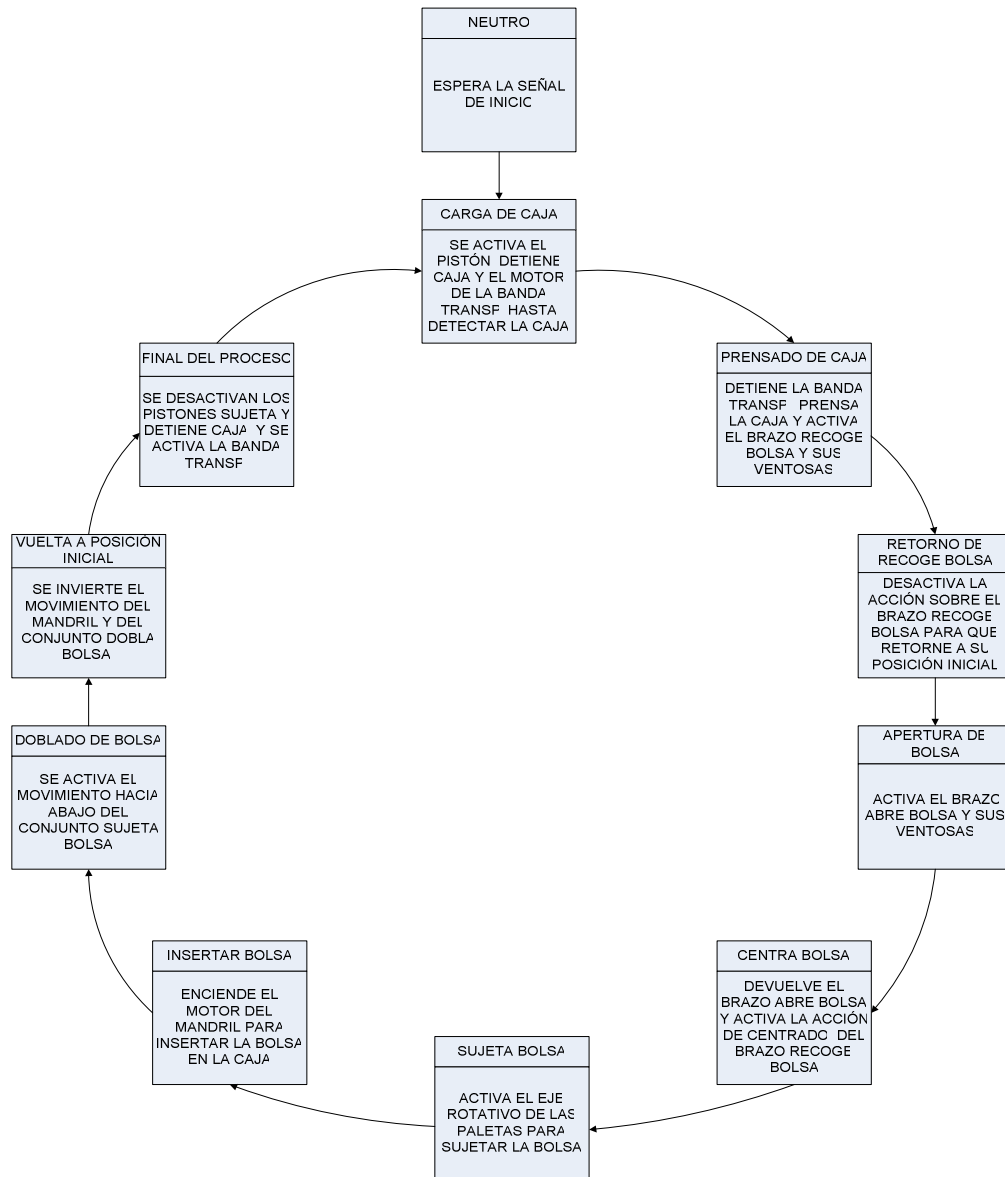 NEUTRO
ESPERA LA SEÑAL
DE INICIO
CARGA DE CAJA
SE ACTIVA EL
PISTÓN DETIENE
CAJA Y EL MOTOR
DE LA BANDA
TRANSP HASTA
DETECTAR LA CAJA
PRENSADO DE CAJA
DETIENE LA BANDA
TRANSP PRENSA
LA CAJA Y ACTIVA
EL BRAZO RECOGE
BOLSA Y SUS
VENTOSAS
RETORNO DE
RECOGE BOLSA
DESACTIVA LA
ACCIÓN SOBRE EL
BRAZO RECOGE
BOLSA PARA QUE
RETORNE A SU
POSICIÓN INICIAL
APERTURA DE
BOLSA
ACTIVA EL BRAZO
ABRE BOLSA Y SUS
VENTOSAS
CENTRA BOLSA
DEVUELVE EL
BRAZO ABRE BOLSA
Y ACTIVA LA ACCIÓN
DE CENTRADO DEL
BRAZO RECOGE
BOLSA
SUJETA BOLSA
ACTIVA EL EJE
ROTATIVO DE LAS
PALETAS PARA
SUJETAR LA BOLSA
INSERTAR BOLSA
ENCIENDE EL
MOTOR DEL
MANDRIL PARA
INSERTAR LA BOLSA
EN LA CAJA
DOBLADO DE BOLSA
SE ACTIVA EL
MOVIMIENTO HACIA
ABAJO DEL
CONJUNTO SUJETA
BOLSA
VUELTA A POSICIÓN
INICIAL
SE INVIERTE EL
MOVIMIENTO DEL
MANDRIL Y DEL
CONJUNTO DOBLA
BOLSA
FINAL DEL PROCESO
SE DESACTIVAN LOS
PISTONES SUJETA Y
DETIENE CAJA Y SE
ACTIVA LA BANDA
TRANSP